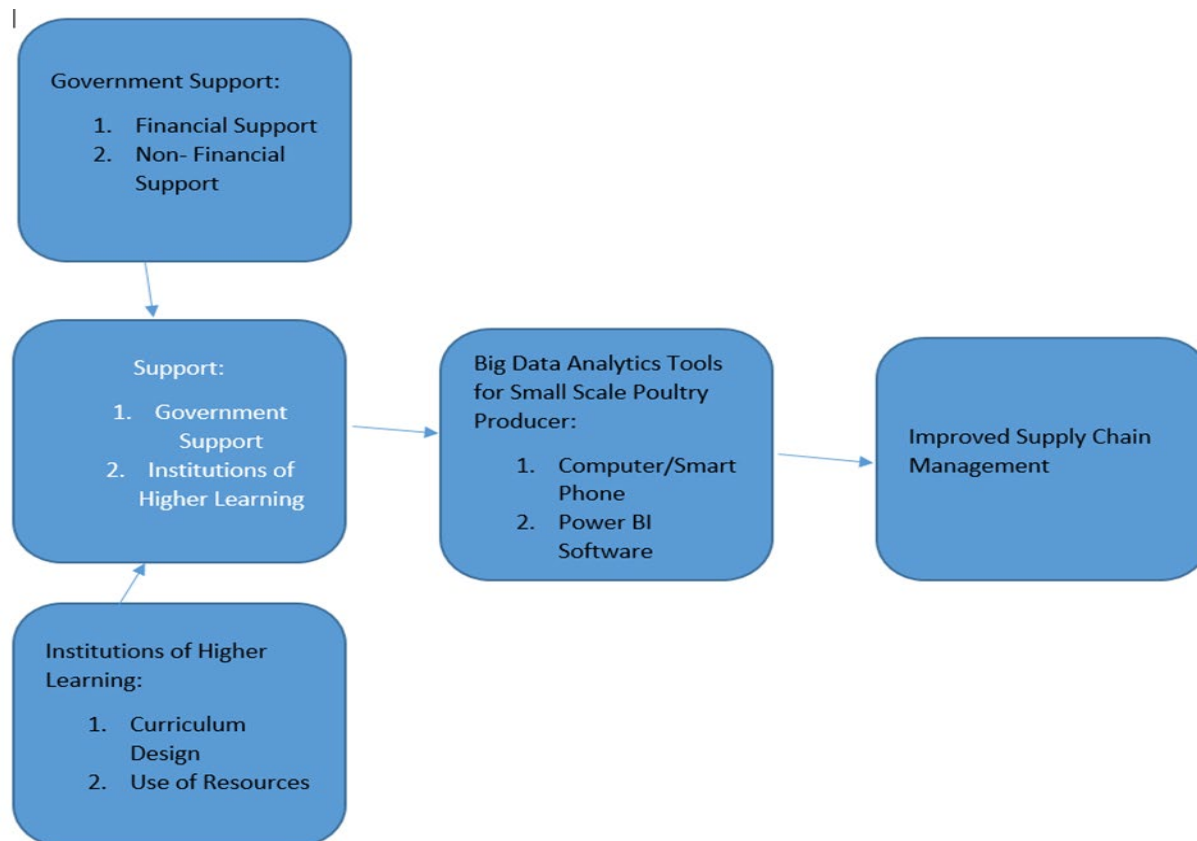 Government Support:
1. Financial Support
2. Non- Financial
Support
Support:
1. Government
Support
2. Institutions of
Higher Learning
Institutions of Higher
Learning:
1. Curriculum
Design
2. Use of Resources
Big Data Analytics Tools
for Small Scale Poultry
Producer:
1. Computer/Smart
Phone
2. Power BI
Software
Improved Supply Chain
Management